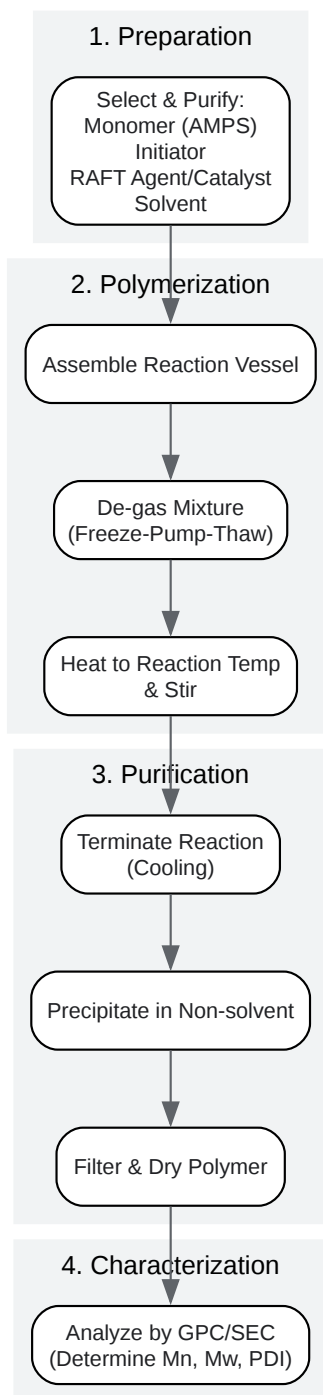 1. Preparation
Select & Purify:
Monomer (AMPS)
Initiator
RAFT Agent/Catalyst
Solvent
2. Polymerization
Assemble Reaction Vessel
De-gas Mixture
(Freeze-Pump-Thaw)
Heat to Reaction Temp
& Stir
3. Purification
Terminate Reaction
(Cooling)
Precipitate in Non-solvent
Filter & Dry Polymer
4. Characterization
Analyze by GPC/SEC
(Determine Mn, Mw, PDI)